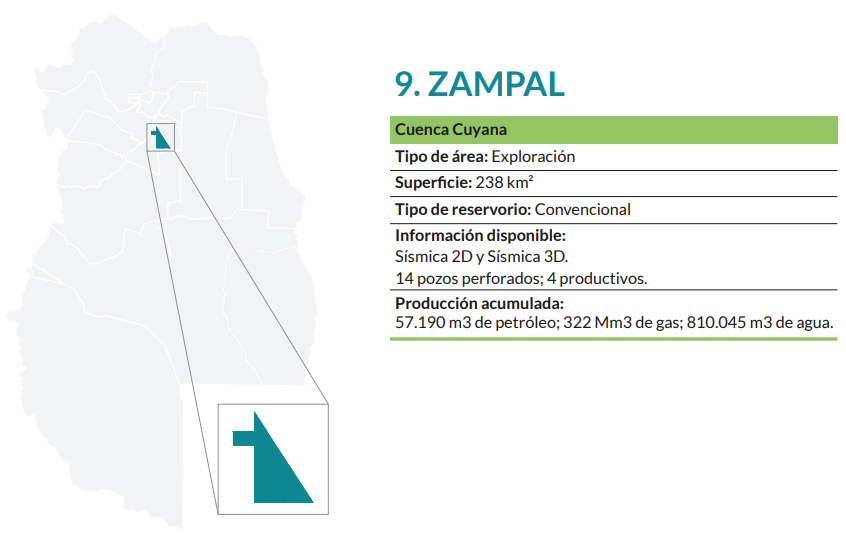 9. ZAMPAL
Cuenca Cuyana
Tipo de área: Exploración
Superficie: 238 km²
Tipo de reservorio: Convencional
Información disponible:
Sísmica 2D y Sísmica 3D.
14 pozos perforados; 4 productivos.
Producción acumulada:
57.190 m3 de petróleo; 322 Mm3 de gas; 810.045 m3 de agua.